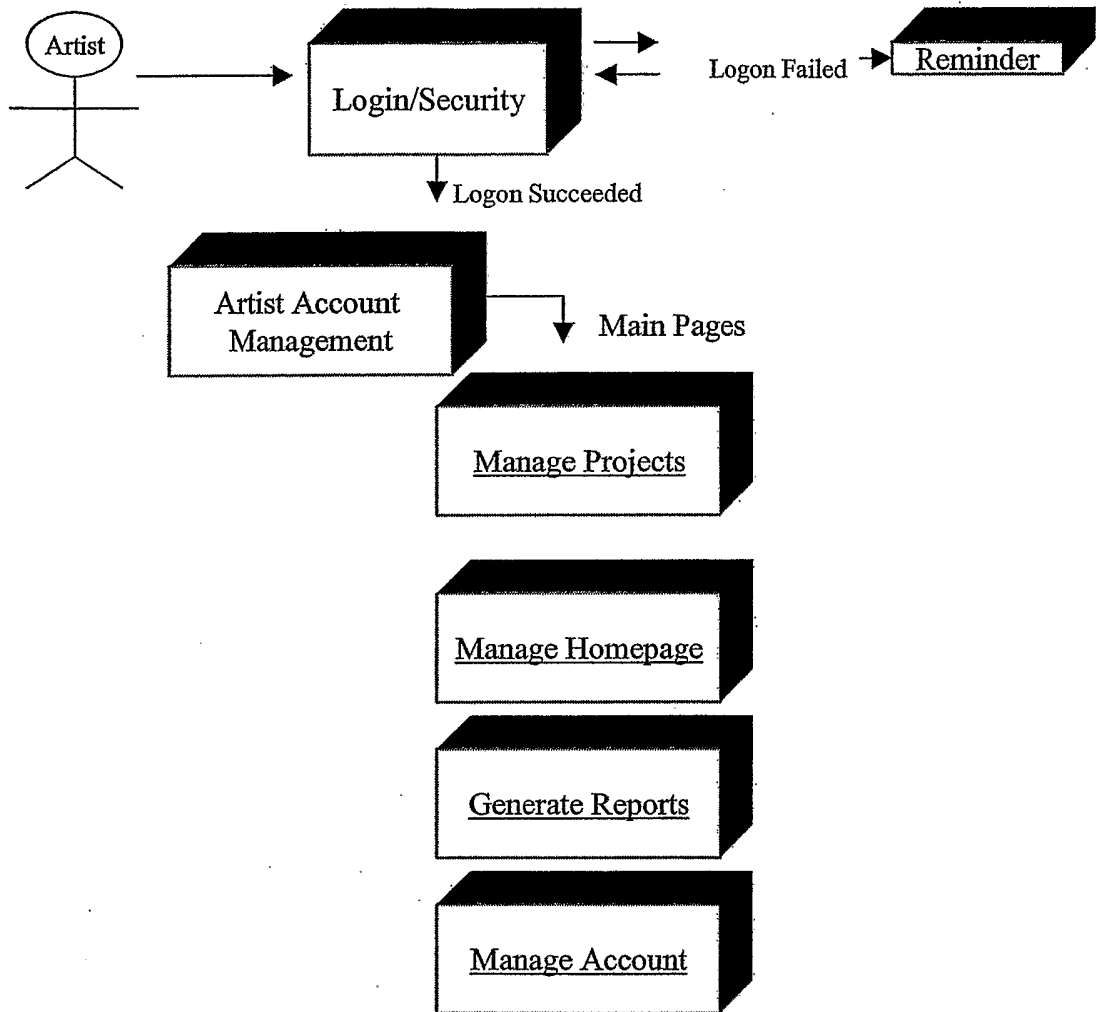 Artist
Login/Security
Logon Failed
Reminder
Logon Succeeded
Artist Account
Management
Main Pages
Manage Projects
Manage Homepage
Generate Reports
Manage Account